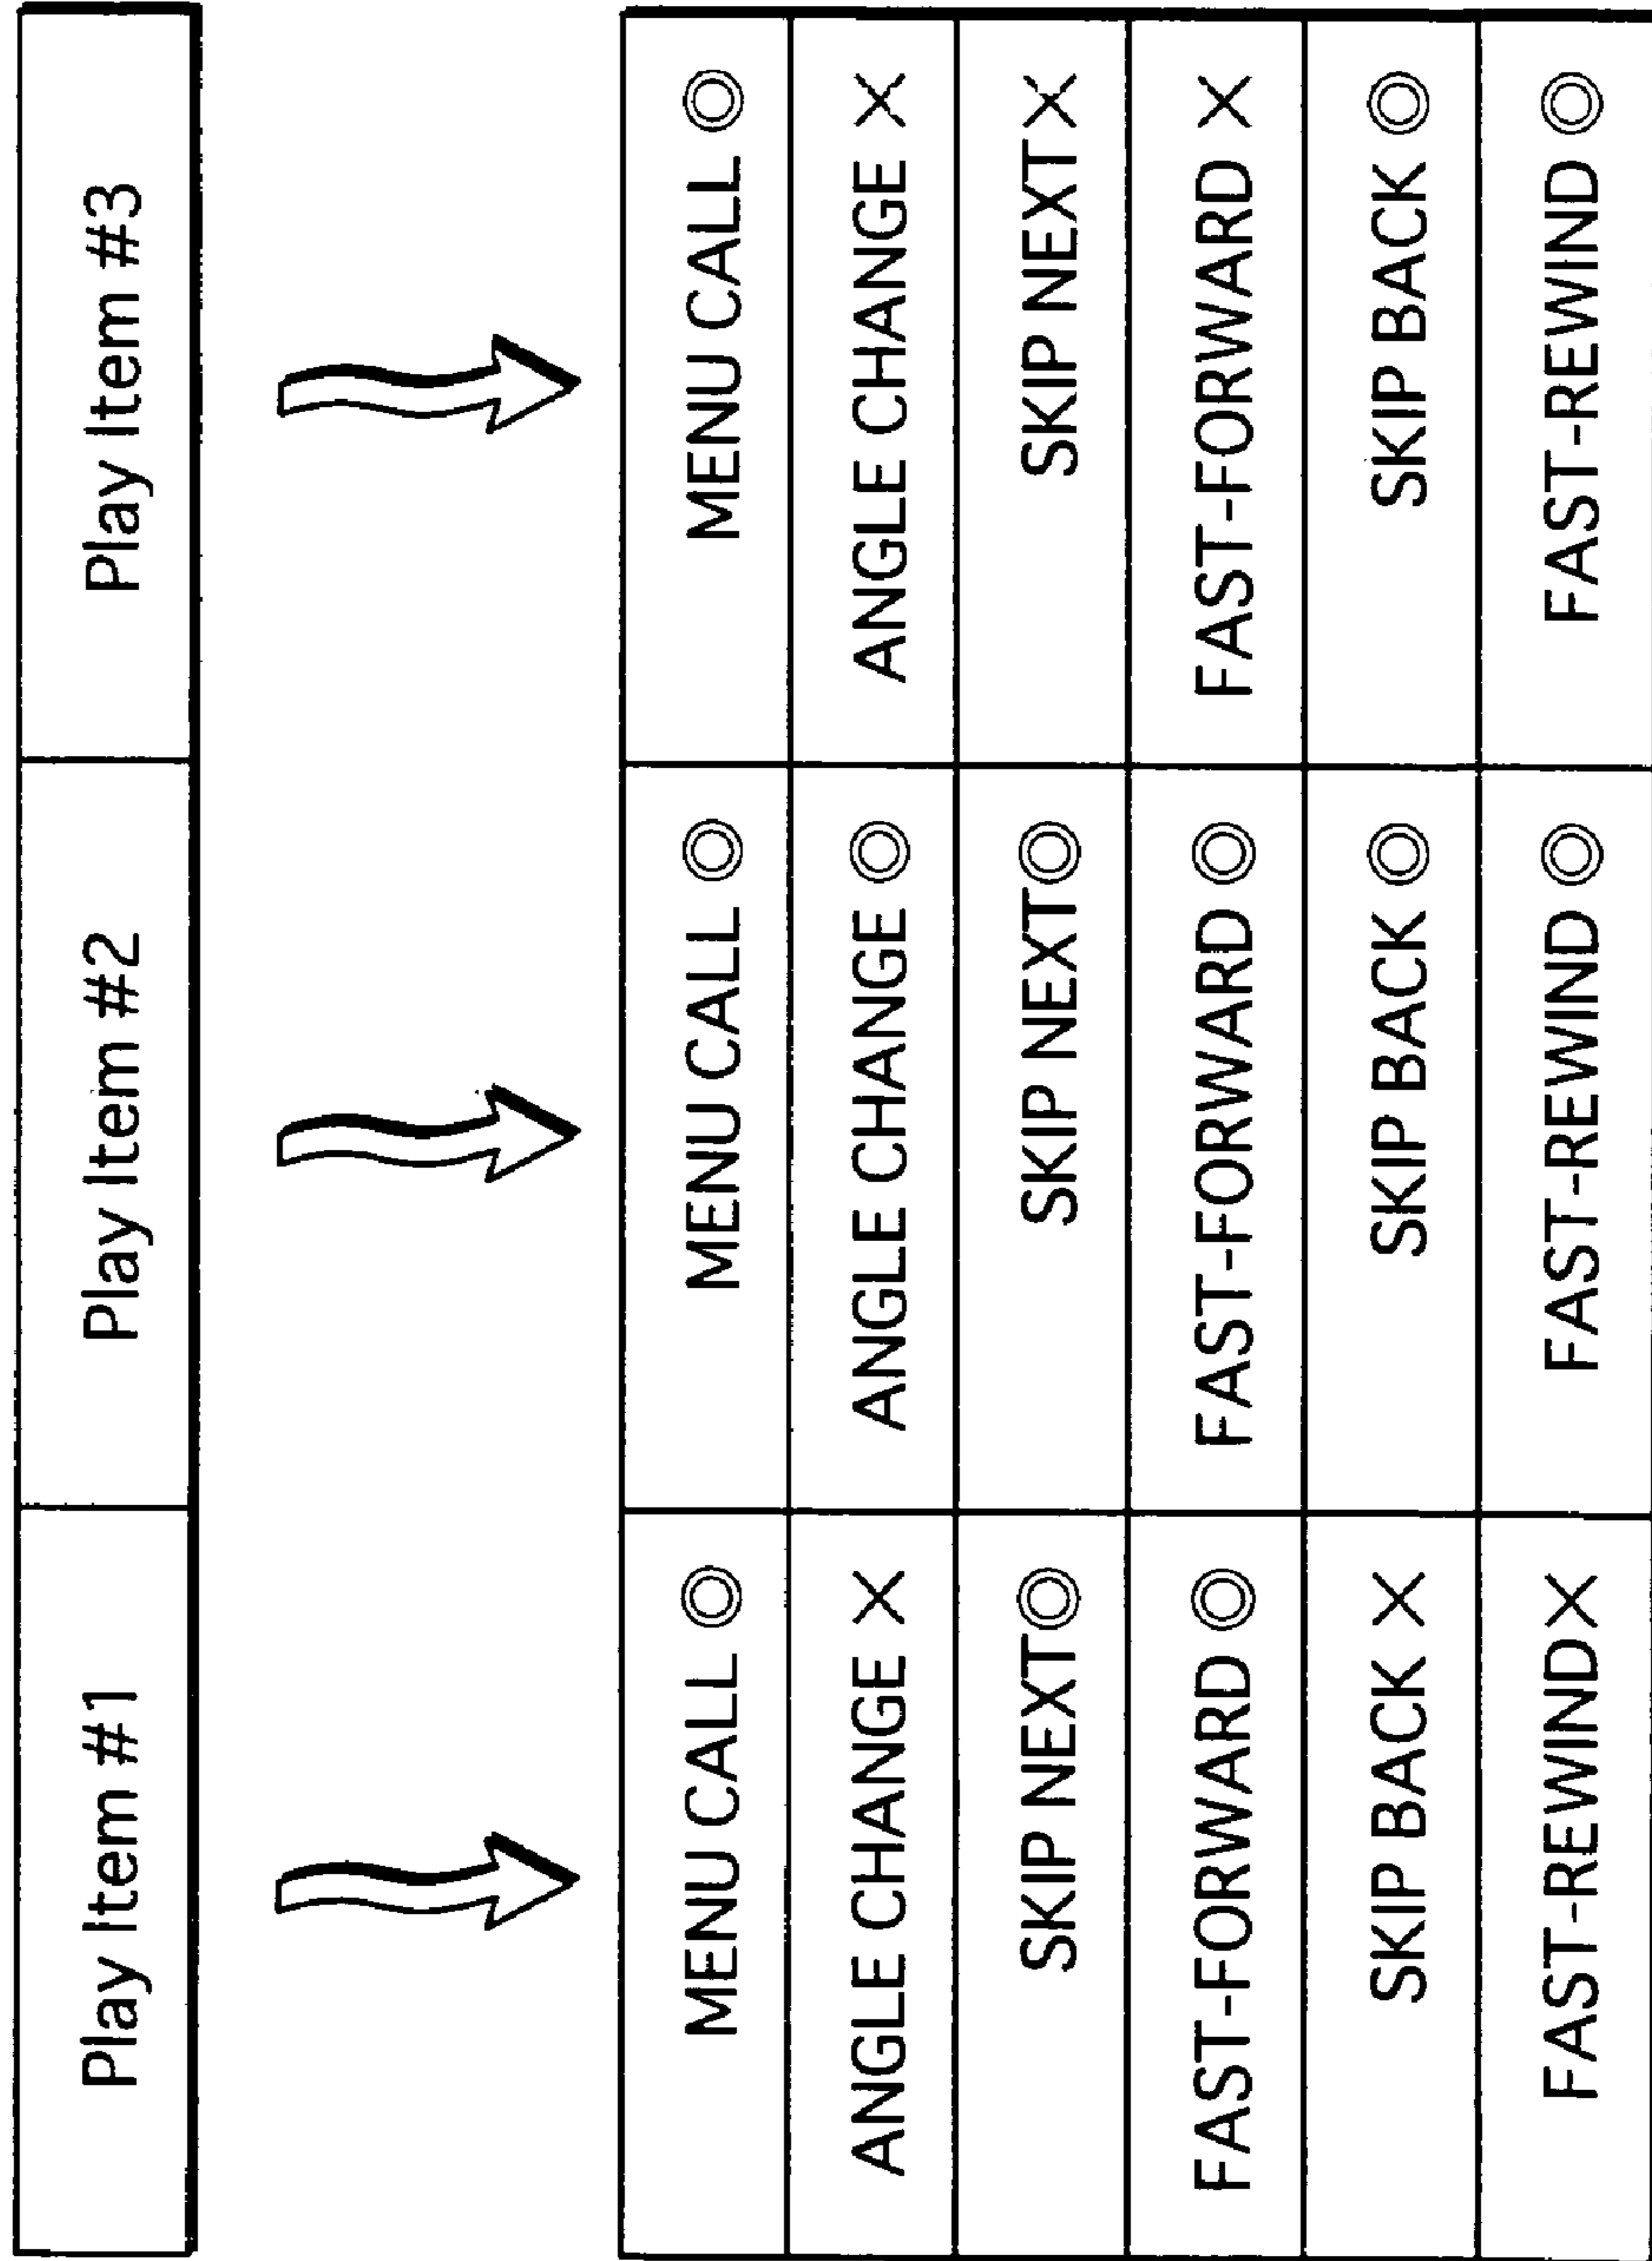 Play Item #1 Play Item #2 Play Item #3
MENU CALL ◎ MENU CALL ◎ MENU CALL ◎
ANGLE CHANGE × ANGLE CHANGE ◎ ANGLE CHANGE ×
SKIP NEXT ◎ SKIP NEXT ◎ SKIP NEXT ×
FAST-FORWARD ◎ FAST-FORWARD ◎ FAST-FORWARD ×
SKIP BACK × SKIP BACK ◎ SKIP BACK ◎
FAST-REWIND × FAST-REWIND ◎ FAST-REWIND ◎